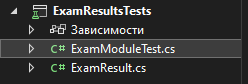 ExamResultsTests
Зависимости
C# ExamModuleTest.cs
C# ExamResult.cs